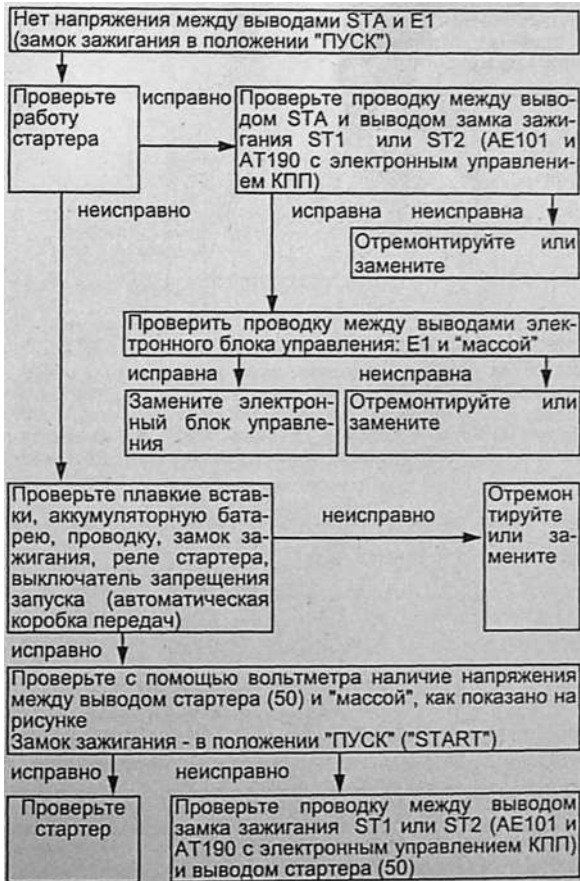 Нет напряжения между выводами STA и E1
(замок зажигания в положении "ПУСК")
Проверьте
работу
стартера
исправно
Проверьте проводку между выво-
дом STA и выводом замка зажи-
гания ST1 или ST2 (AE101 и
AT190 с электронным управлени-
ем КПП)
неисправно
исправна
неисправна
Отремонтируйте или
замените
Проверить проводку между выводами элек-
тронного блока управления: E1 и "массой"
исправна
неисправна
Замените электрон-
ный блок управле-
ния
Отремонтируйте или
замените
Проверьте плавкие встав-
ки, аккумуляторную бата-
рею, проводку, замок за-
жигания, реле стартера,
выключатель запрещения
запуска (автоматическая
коробка передач)
неисправно
Отремон
тируйте
или за-
мените
исправно
Проверьте с помощью вольтметра наличие напряжения
между выводом стартера (50) и "массой", как показано на
рисунке
Замок зажигания - в положении "ПУСК" ("START")
исправно
неисправно
Проверьте
стартер
Проверьте проводку между выводом
замка зажигания ST1 или ST2 (AE101 и
AT190 с электронным управлением КПП)
и выводом стартера (50)